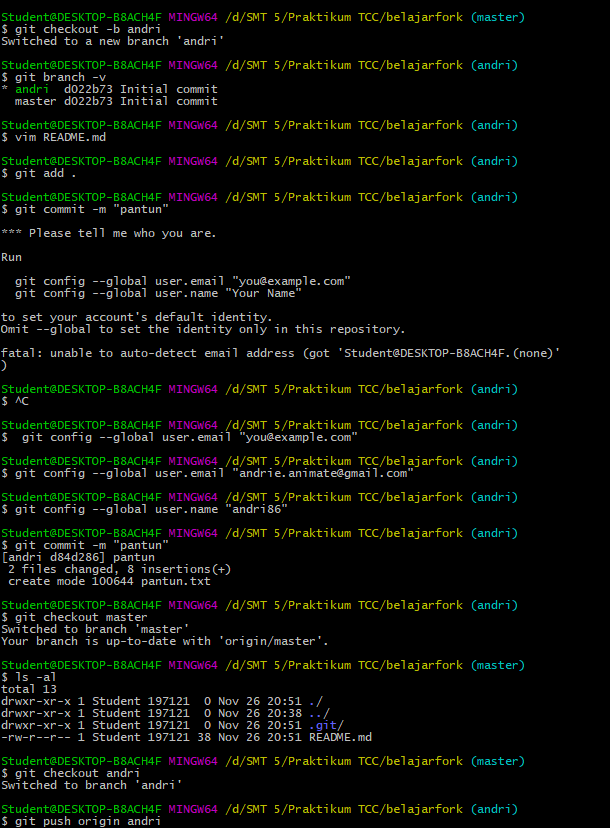 Student@DESKTOP-B8ACH4F MINGW64 /d/SMT 5/Praktikum TCC/belajarfork (master)
$ git checkout -b andri
Switched to a new branch 'andri'
Student@DESKTOP-B8ACH4F MINGW64 /d/SMT 5/Praktikum TCC/belajarfork (andri)
$ git branch -v
* andri  d022b73 Initial commit
  master d022b73 Initial commit
Student@DESKTOP-B8ACH4F MINGW64 /d/SMT 5/Praktikum TCC/belajarfork (andri)
$ vim README.md
Student@DESKTOP-B8ACH4F MINGW64 /d/SMT 5/Praktikum TCC/belajarfork (andri)
$ git add .
Student@DESKTOP-B8ACH4F MINGW64 /d/SMT 5/Praktikum TCC/belajarfork (andri)
$ git commit -m "pantun"
*** Please tell me who you are.
Run
  git config --global user.email "you@example.com"
  git config --global user.name "Your Name"
to set your account's default identity.
Omit --global to set the identity only in this repository.
fatal: unable to auto-detect email address (got 'Student@DESKTOP-B8ACH4F.(none)'
)
Student@DESKTOP-B8ACH4F MINGW64 /d/SMT 5/Praktikum TCC/belajarfork (andri)
$ ^C
Student@DESKTOP-B8ACH4F MINGW64 /d/SMT 5/Praktikum TCC/belajarfork (andri)
$  git config --global user.email "you@example.com"
Student@DESKTOP-B8ACH4F MINGW64 /d/SMT 5/Praktikum TCC/belajarfork (andri)
$ git config --global user.email "andrie.animate@gmail.com"
Student@DESKTOP-B8ACH4F MINGW64 /d/SMT 5/Praktikum TCC/belajarfork (andri)
$ git config --global user.name "andri86"
Student@DESKTOP-B8ACH4F MINGW64 /d/SMT 5/Praktikum TCC/belajarfork (andri)
$ git commit -m "pantun"
[andri d84d286] pantun
 2 files changed, 8 insertions(+)
 create mode 100644 pantun.txt
Student@DESKTOP-B8ACH4F MINGW64 /d/SMT 5/Praktikum TCC/belajarfork (andri)
$ git checkout master
Switched to branch 'master'
Your branch is up-to-date with 'origin/master'.
Student@DESKTOP-B8ACH4F MINGW64 /d/SMT 5/Praktikum TCC/belajarfork (master)
$ ls -al
total 13
drwxr-xr-x 1 Student 197121  0 Nov 26 20:51 ./
drwxr-xr-x 1 Student 197121  0 Nov 26 20:38 ../
drwxr-xr-x 1 Student 197121  0 Nov 26 20:51 .git/
-rw-r--r-- 1 Student 197121 38 Nov 26 20:51 README.md
Student@DESKTOP-B8ACH4F MINGW64 /d/SMT 5/Praktikum TCC/belajarfork (master)
$ git checkout andri
Switched to branch 'andri'
Student@DESKTOP-B8ACH4F MINGW64 /d/SMT 5/Praktikum TCC/belajarfork (andri)
$ git push origin andri